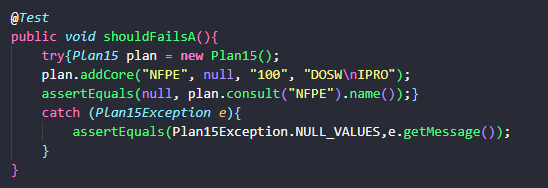 @Test
public void shouldFailsA(){
    try{Plan15 plan = new Plan15();
    plan.addCore("NFPE", null, "100", "DOSW\nIPRO");
    assertEquals(null, plan.consult("NFPE").name());}
    catch (Plan15Exception e){
        assertEquals(Plan15Exception.NULL_VALUES,e.getMessage());
    }
}